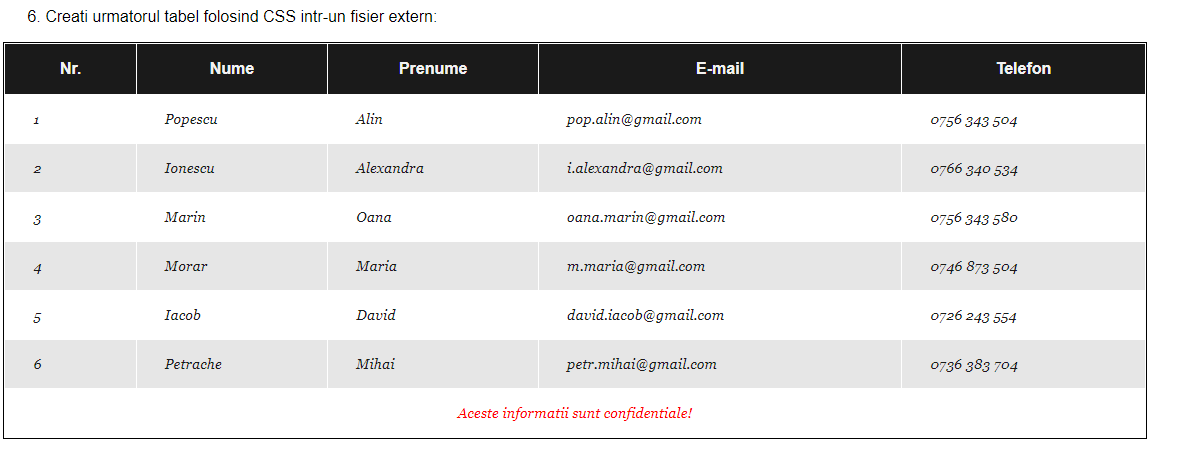 6. Creati urmatorul tabel folosind CSS intr-un fisier extern:
Nr. Nume Prenume E-mail Telefon
1 Popescu Alin pop.alin@gmail.com 0756 343 504
2 Ionescu Alexandra i.alexandra@gmail.com 0766 340 534
3 Marin Oana oana.marin@gmail.com 0756 343 580
4 Morar Maria m.maria@gmail.com 0746 873 504
5 Iacob David david.iacob@gmail.com 0726 243 554
6 Petrache Mihai petr.mihai@gmail.com 0736 383 704
Aceste informatii sunt confidentiale!